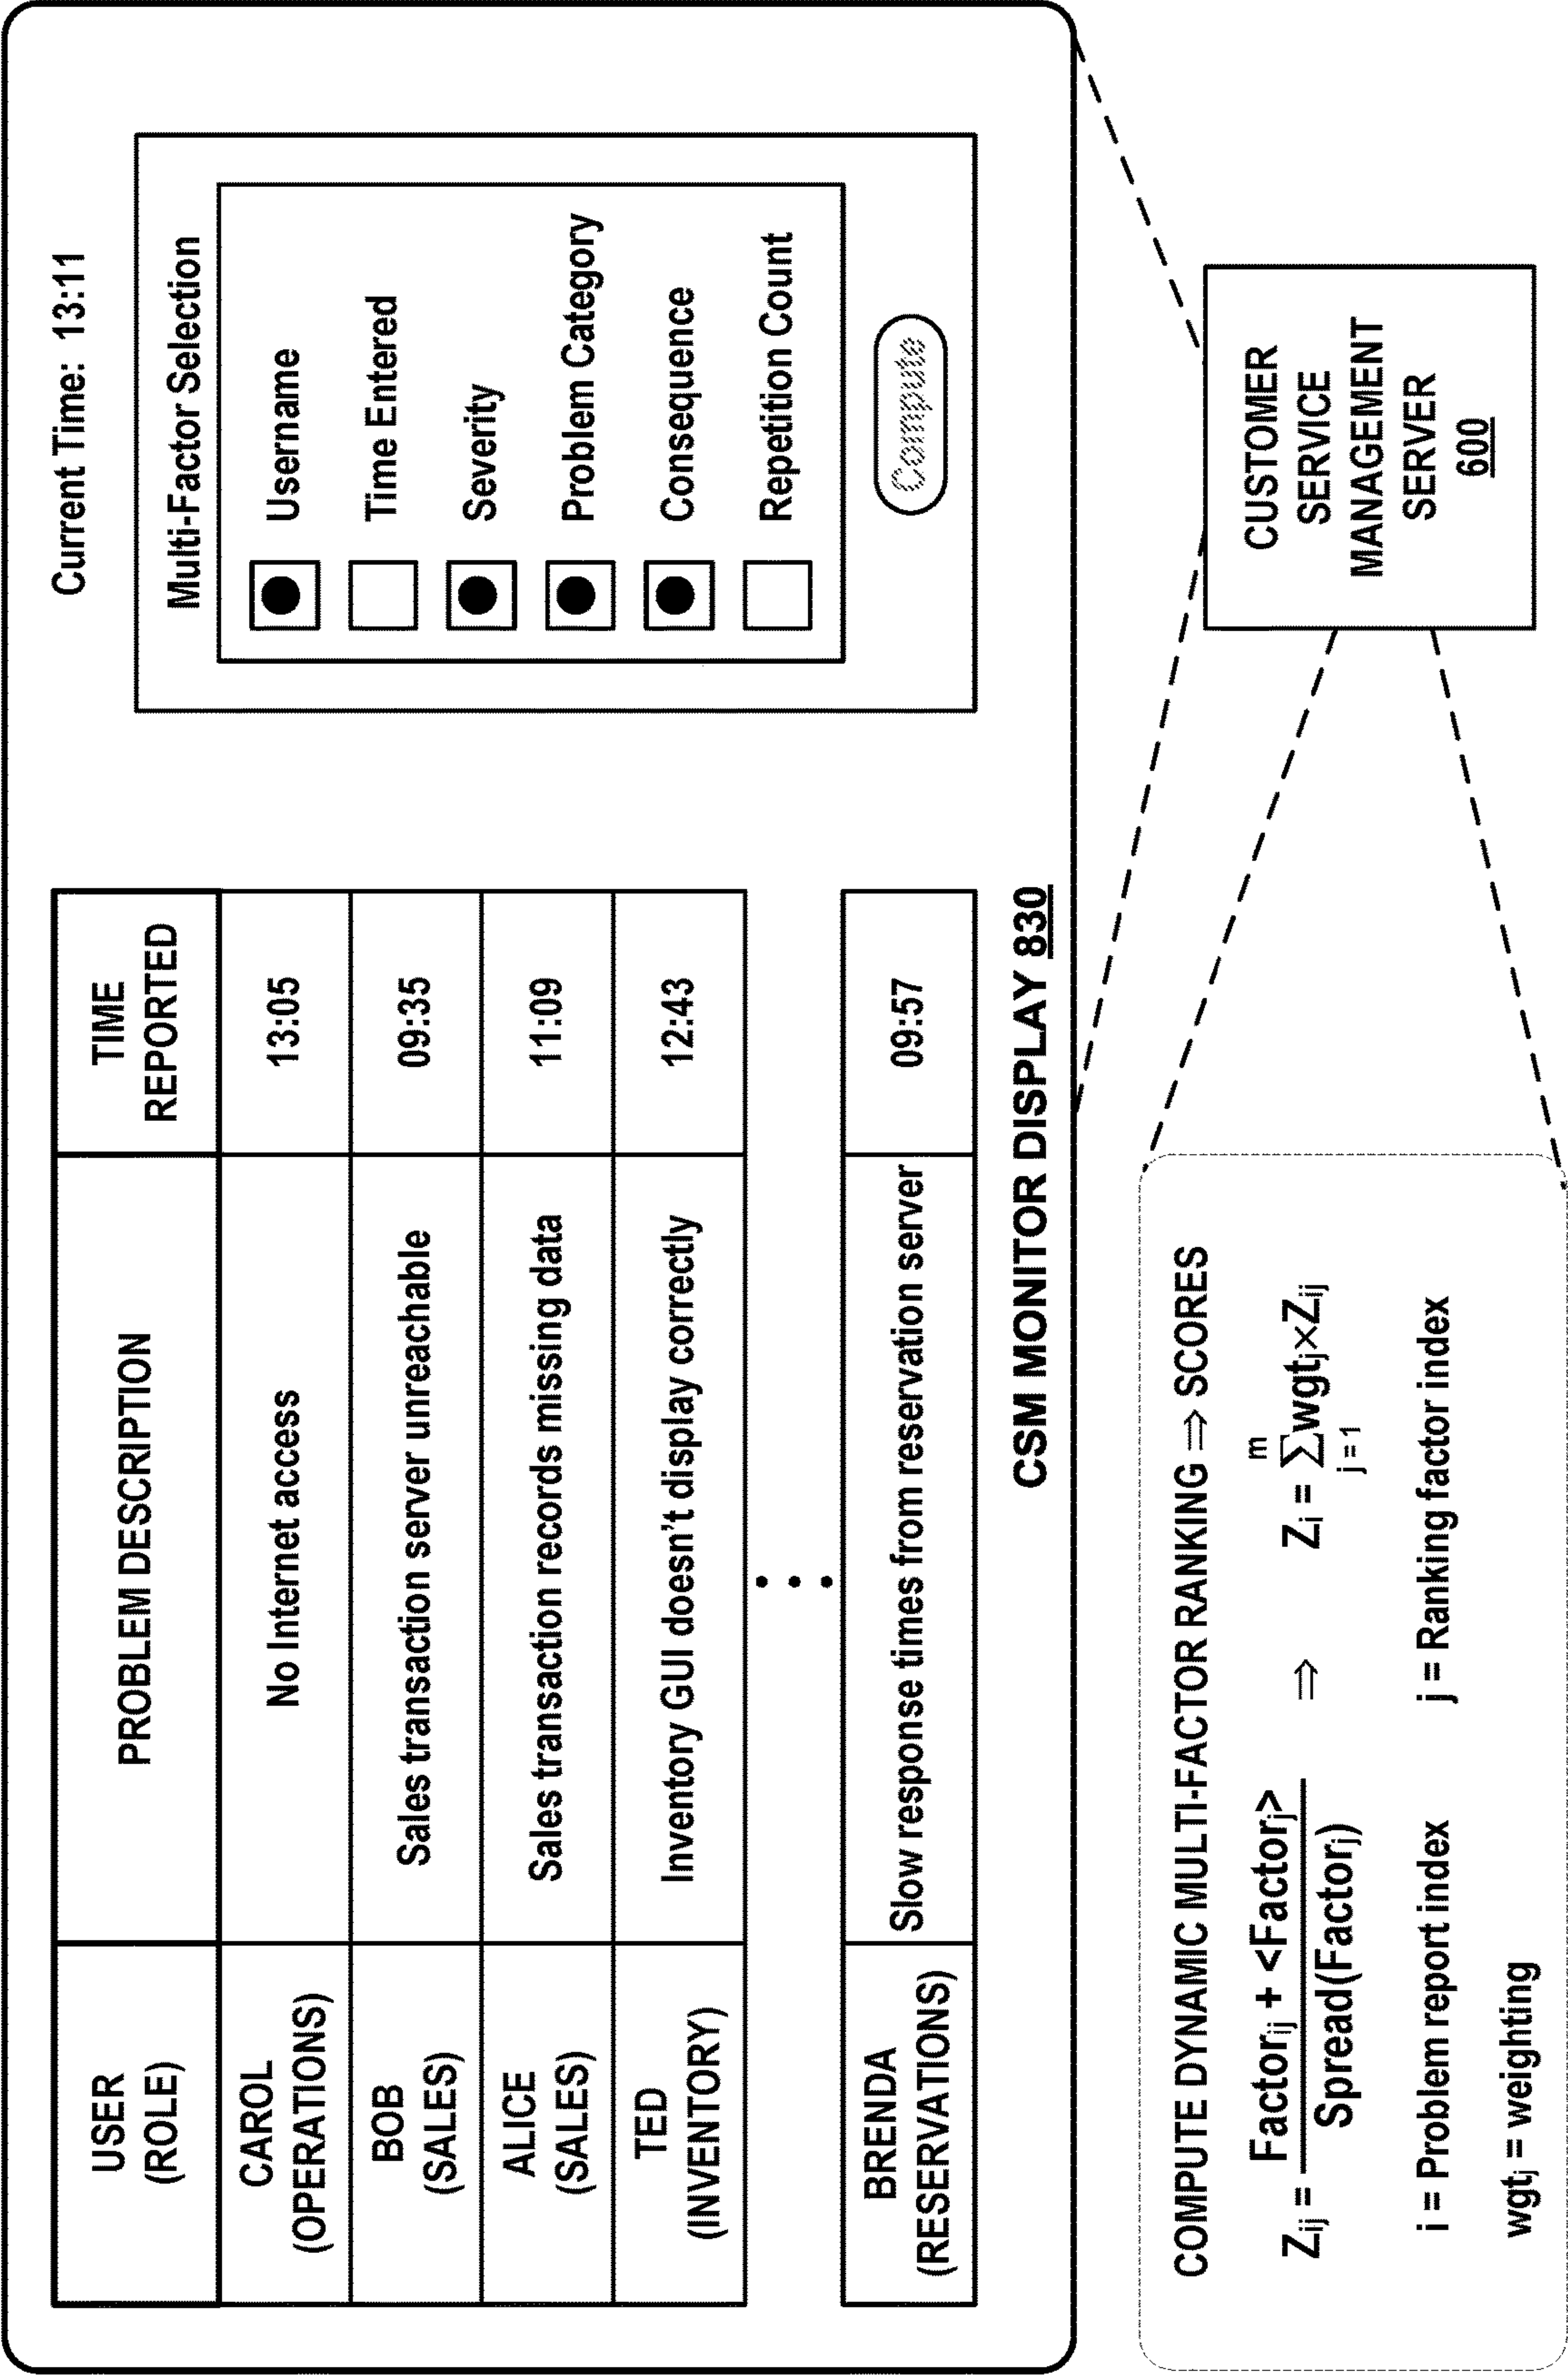 Current Time: 13:11
USER
(ROLE)
PROBLEM DESCRIPTION
TIME
REPORTED
CAROL
(OPERATIONS)
No Internet access
13:05
BOB
(SALES)
Sales transaction server unreachable
09:35
ALICE
(SALES)
Sales transaction records missing data
11:09
TED
(INVENTORY)
Inventory GUI doesn't display correctly
12:43
BRENDA
(RESERVATIONS)
Slow response times from reservation server
09:57
Multi-Factor Selection
Username
Time Entered
Severity
Problem Category
Consequence
Repetition Count
Compute
CSM MONITOR DISPLAY 830
COMPUTE DYNAMIC MULTI-FACTOR RANKING ⇒ SCORES
Zij = Factorij + <Factorj> / Spread(Factorj) ⇒ Zi = m ∑ j = 1 wgtj×Zij
i = Problem report index
j = Ranking factor index
wgtj = weighting
CUSTOMER
SERVICE
MANAGEMENT
SERVER
600